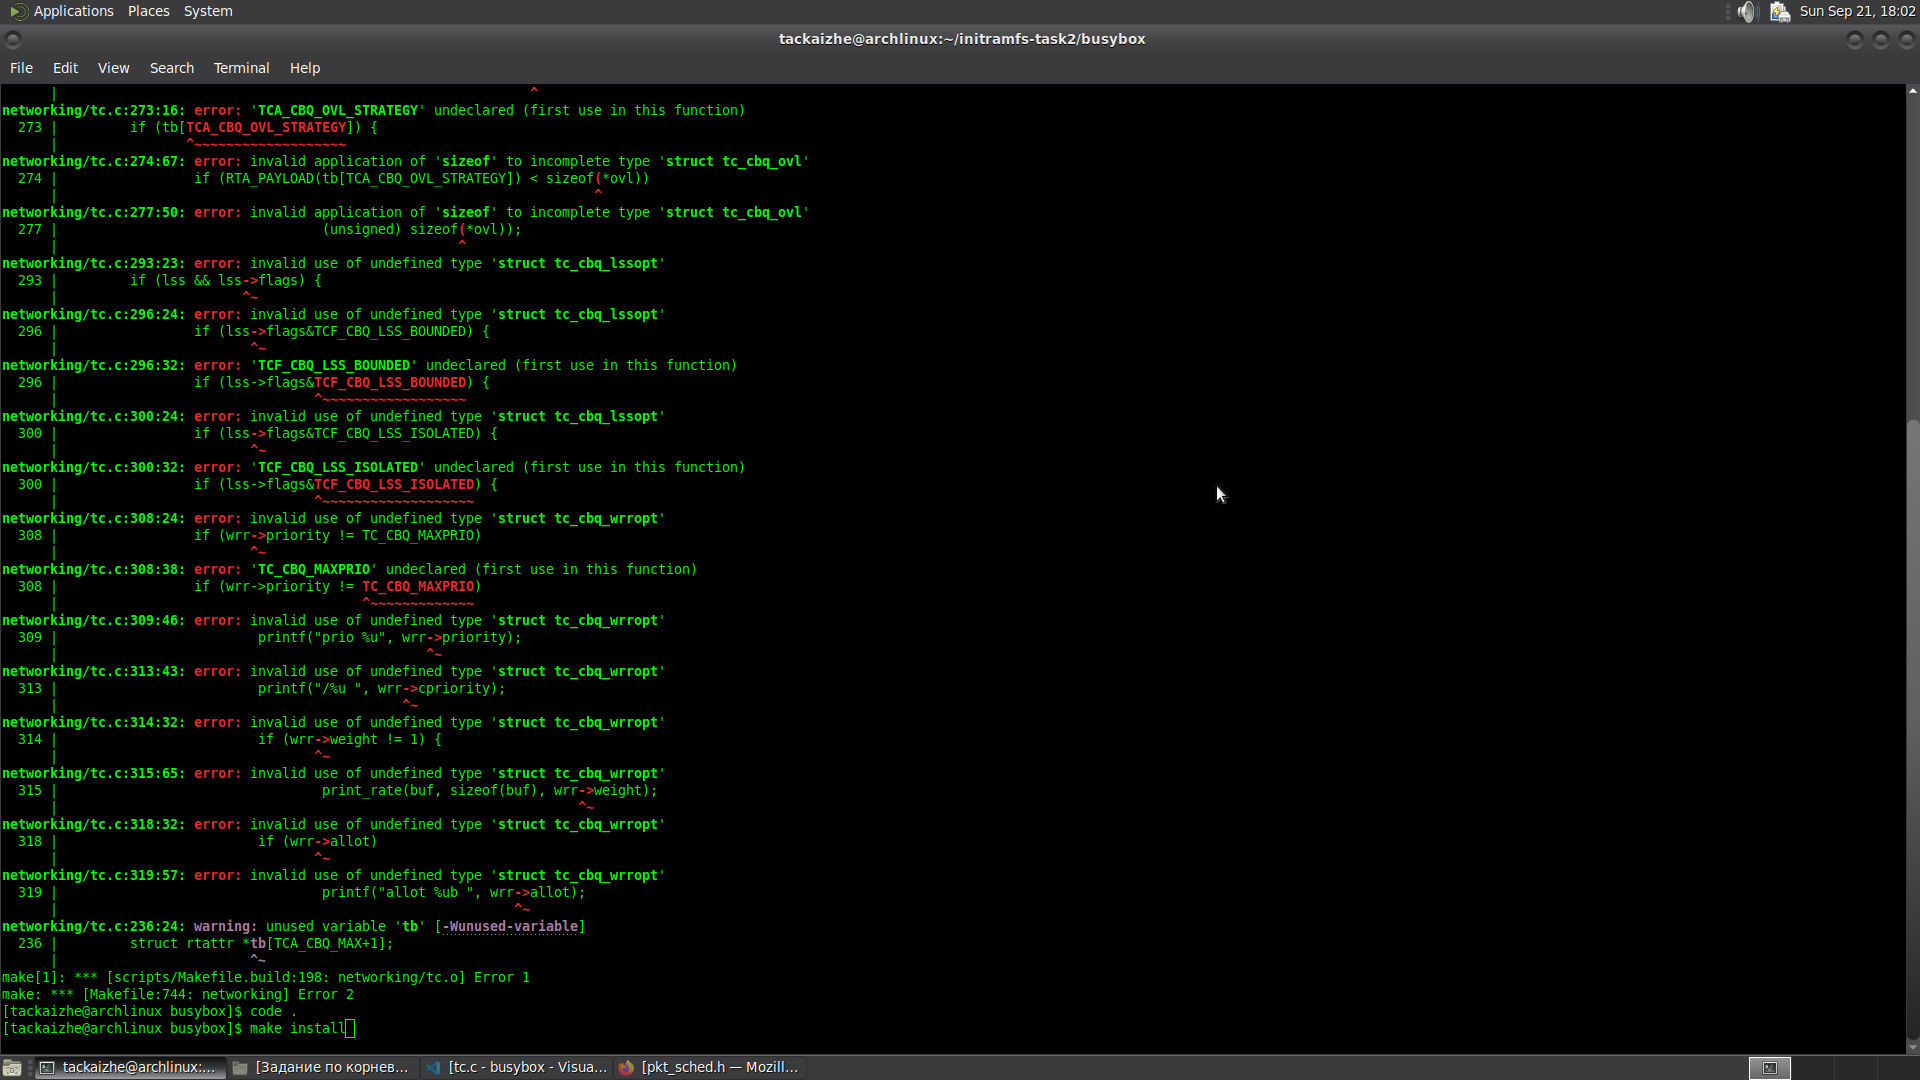 Applications Places System
Sun Sep 21, 18:02
tackaizhe@archlinux:~/initramfs-task2/busybox
File Edit View Search Terminal Help
| ^
networking/tc.c:273:16: error: 'TCA_CBQ_OVL_STRATEGY' undeclared (first use in this function)
273 | if (tb[TCA_CBQ_OVL_STRATEGY]) {
| ^~~~~~~~~~~~~~~~~~~~
networking/tc.c:274:67: error: invalid application of 'sizeof' to incomplete type 'struct tc_cbq_ovl'
274 | if (RTA_PAYLOAD(tb[TCA_CBQ_OVL_STRATEGY]) < sizeof(*ovl))
| ^
networking/tc.c:277:50: error: invalid application of 'sizeof' to incomplete type 'struct tc_cbq_ovl'
277 | (unsigned) sizeof(*ovl));
| ^
networking/tc.c:293:23: error: invalid use of undefined type 'struct tc_cbq_lssopt'
293 | if (lss && lss->flags) {
| ^~
networking/tc.c:296:24: error: invalid use of undefined type 'struct tc_cbq_lssopt'
296 | if (lss->flags&TCF_CBQ_LSS_BOUNDED) {
| ^~
networking/tc.c:296:32: error: 'TCF_CBQ_LSS_BOUNDED' undeclared (first use in this function)
296 | if (lss->flags&TCF_CBQ_LSS_BOUNDED) {
| ^~~~~~~~~~~~~~~~~~~
networking/tc.c:300:24: error: invalid use of undefined type 'struct tc_cbq_lssopt'
300 | if (lss->flags&TCF_CBQ_LSS_ISOLATED) {
| ^~
networking/tc.c:300:32: error: 'TCF_CBQ_LSS_ISOLATED' undeclared (first use in this function)
300 | if (lss->flags&TCF_CBQ_LSS_ISOLATED) {
| ^~~~~~~~~~~~~~~~~~~~
networking/tc.c:308:24: error: invalid use of undefined type 'struct tc_cbq_wrropt'
308 | if (wrr->priority != TC_CBQ_MAXPRIO)
| ^~
networking/tc.c:308:38: error: 'TC_CBQ_MAXPRIO' undeclared (first use in this function)
308 | if (wrr->priority != TC_CBQ_MAXPRIO)
| ^~~~~~~~~~~~~~
networking/tc.c:309:46: error: invalid use of undefined type 'struct tc_cbq_wrropt'
309 | printf("prio %u", wrr->priority);
| ^~
networking/tc.c:313:43: error: invalid use of undefined type 'struct tc_cbq_wrropt'
313 | printf("/%u ", wrr->cpriority);
| ^~
networking/tc.c:314:32: error: invalid use of undefined type 'struct tc_cbq_wrropt'
314 | if (wrr->weight != 1) {
| ^~
networking/tc.c:315:65: error: invalid use of undefined type 'struct tc_cbq_wrropt'
315 | print_rate(buf, sizeof(buf), wrr->weight);
| ^~
networking/tc.c:318:32: error: invalid use of undefined type 'struct tc_cbq_wrropt'
318 | if (wrr->allot)
| ^~
networking/tc.c:319:57: error: invalid use of undefined type 'struct tc_cbq_wrropt'
319 | printf("allot %ub ", wrr->allot);
| ^~
networking/tc.c:236:24: warning: unused variable 'tb' [-Wunused-variable]
236 | struct rtattr *tb[TCA_CBQ_MAX+1];
| ^~
make[1]: *** [scripts/Makefile.build:198: networking/tc.o] Error 1
make: *** [Makefile:744: networking] Error 2
[tackaizhe@archlinux busybox]$ code .
[tackaizhe@archlinux busybox]$ make install
tackaizhe@archlinux:... [Задание по корнев... [tc.c - busybox - Visua... [pkt_sched.h — Mozill...